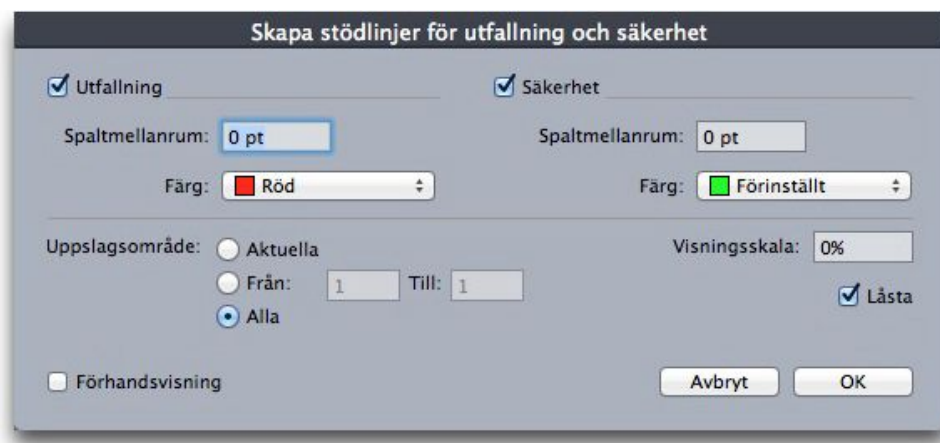 Skapa stödlinjer för utfallning och säkerhet
Utfallning
Säkerhet
Spaltmellanrum: 0 pt
Spaltmellanrum: 0 pt
Färg: Röd
Färg: Förinställt
Uppslagsområde: Aktuella
Visningsskala: 0%
Från: 1 Till: 1
Låsta
Alla
Förhandsvisning
Avbryt
OK